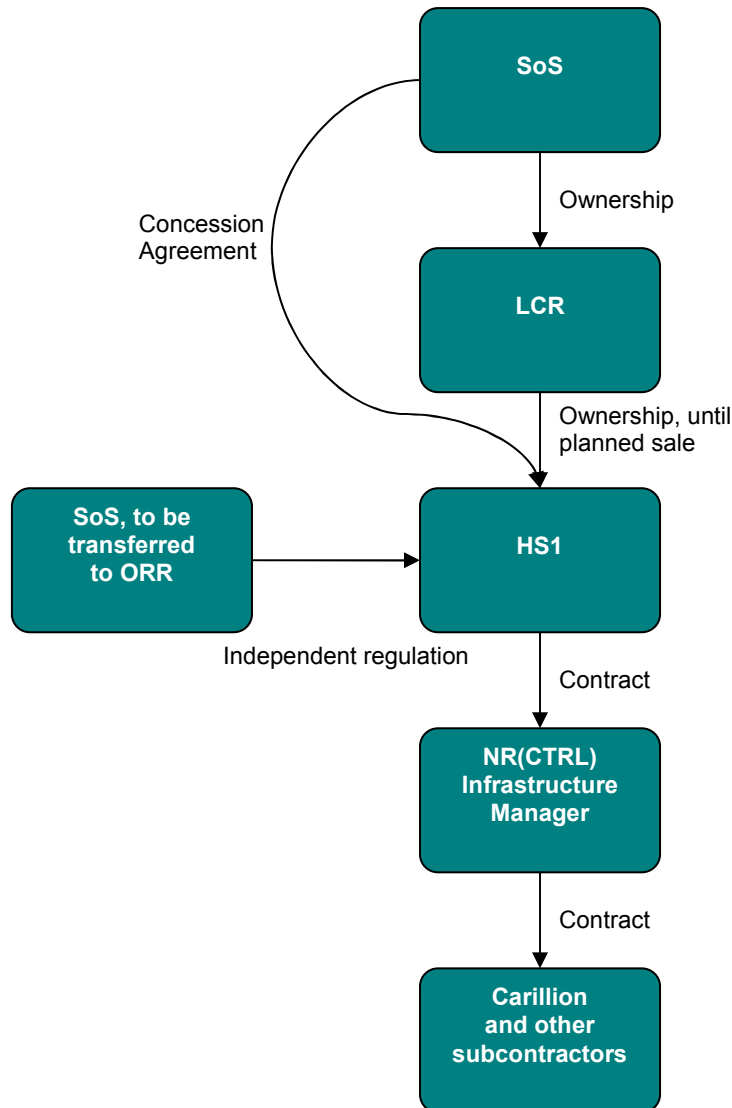 SoS
Ownership
Concession
Agreement
LCR
Ownership, until
planned sale
SoS, to be
transferred
to ORR
HS1
Independent regulation
Contract
NR(CTRL)
Infrastructure
Manager
Contract
Carillion
and other
subcontractors